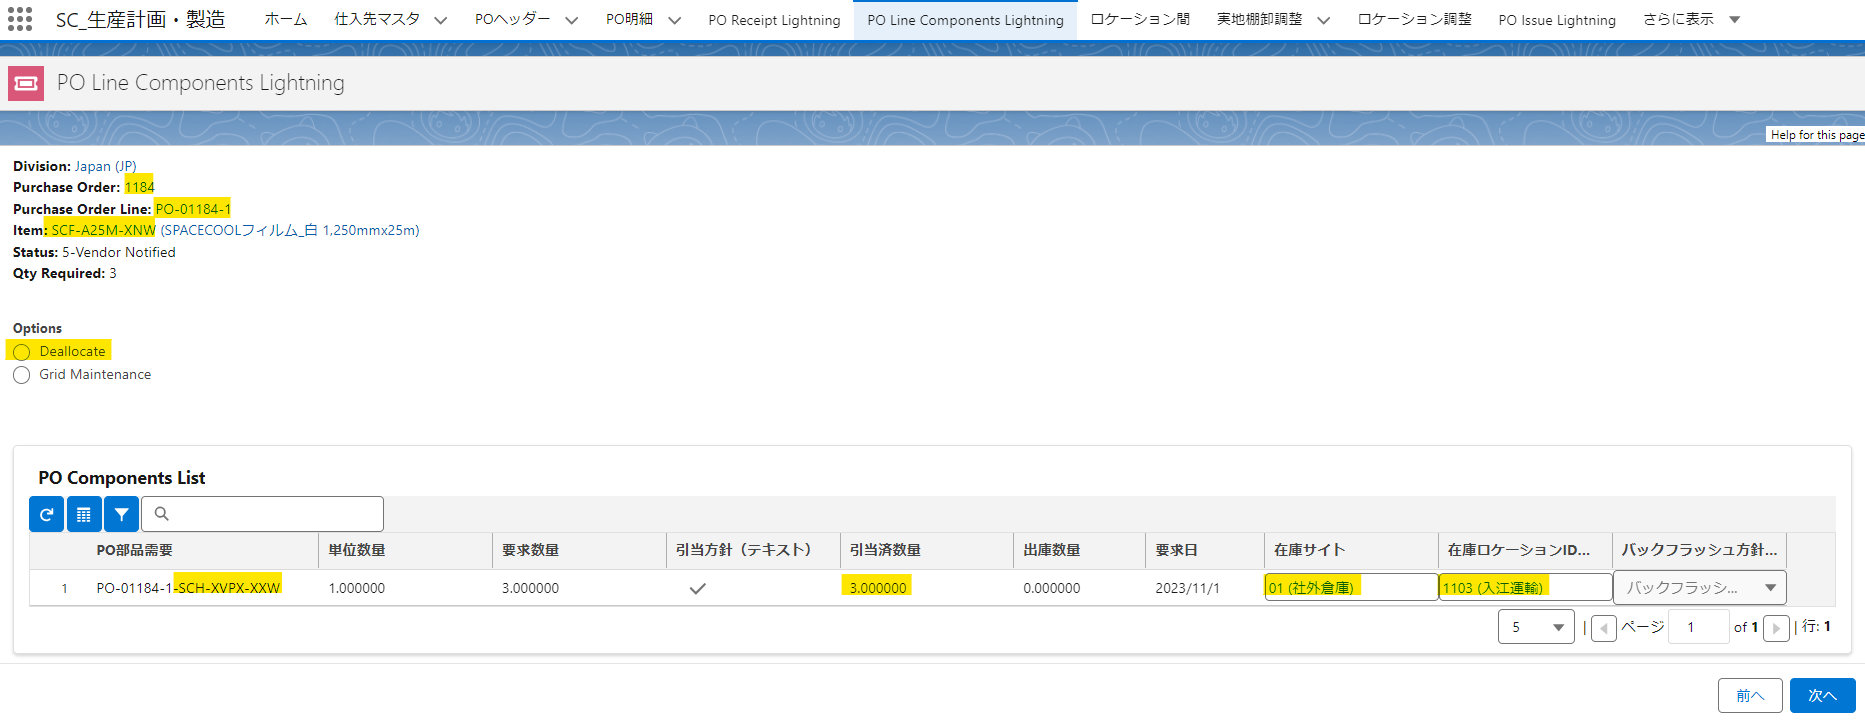 SC_生産計画・製造 ホーム 仕入先マスタ POヘッダー PO明細 PO Receipt Lightning PO Line Components Lightning ロケーション間 実地棚卸調整 ロケーション調整 PO Issue Lightning さらに表示
PO Line Components Lightning
Help for this page
Division: Japan (JP)
Purchase Order: 1184
Purchase Order Line: PO-01184-1
Item: SCF-A25M-XNW (SPACECOOLフィルム_白 1,250mmx25m)
Status: 5-Vendor Notified
Qty Required: 3
Options
Deallocate
Grid Maintenance
PO Components List
PO部品需要 単位数量 要求数量 引当方針（テキスト） 引当済数量 出庫数量 要求日 在庫サイト 在庫ロケーションID... バックフラッシュ方針...
1 PO-01184-1-SCH-XVPX-XXW 1.000000 3.000000 3.000000 0.000000 2023/11/1 01 (社外倉庫) 1103 (入江運輸) バックフラッシ...
5 | ページ 1 of 1 | 行: 1
前へ 次へ